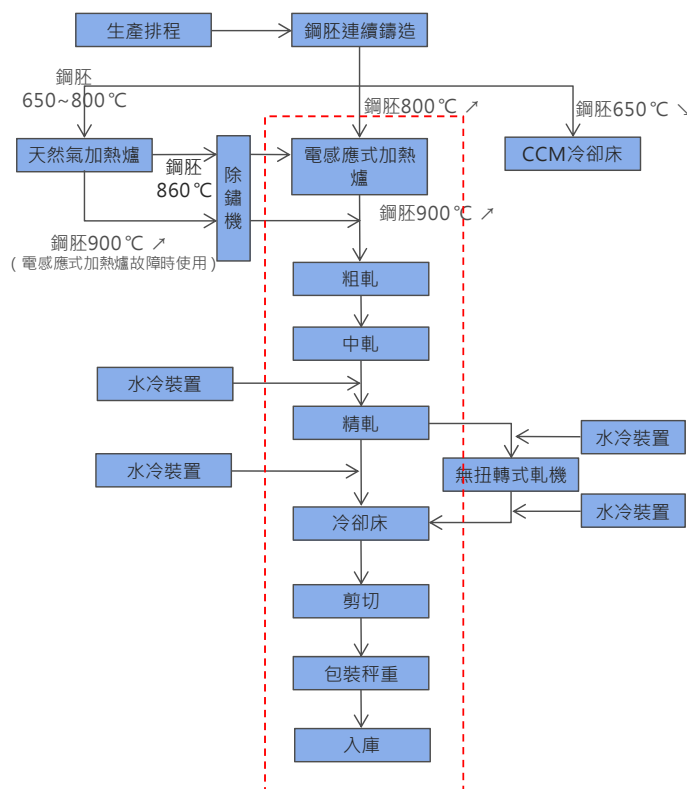 生產排程
鋼胚連續鑄造
鋼胚
650~800℃
鋼胚800℃ ↗
鋼胚650℃ ↘
天然氣加熱爐
鋼胚
860℃
除
鏽
機
電感應式加熱
爐
CCM冷卻床
鋼胚900℃ ↗
鋼胚900℃ ↗
(電感應式加熱爐故障時使用)
粗軋
中軋
水冷裝置
精軋
水冷裝置
水冷裝置
無扭轉式軋機
水冷裝置
冷卻床
剪切
包裝秤重
入庫